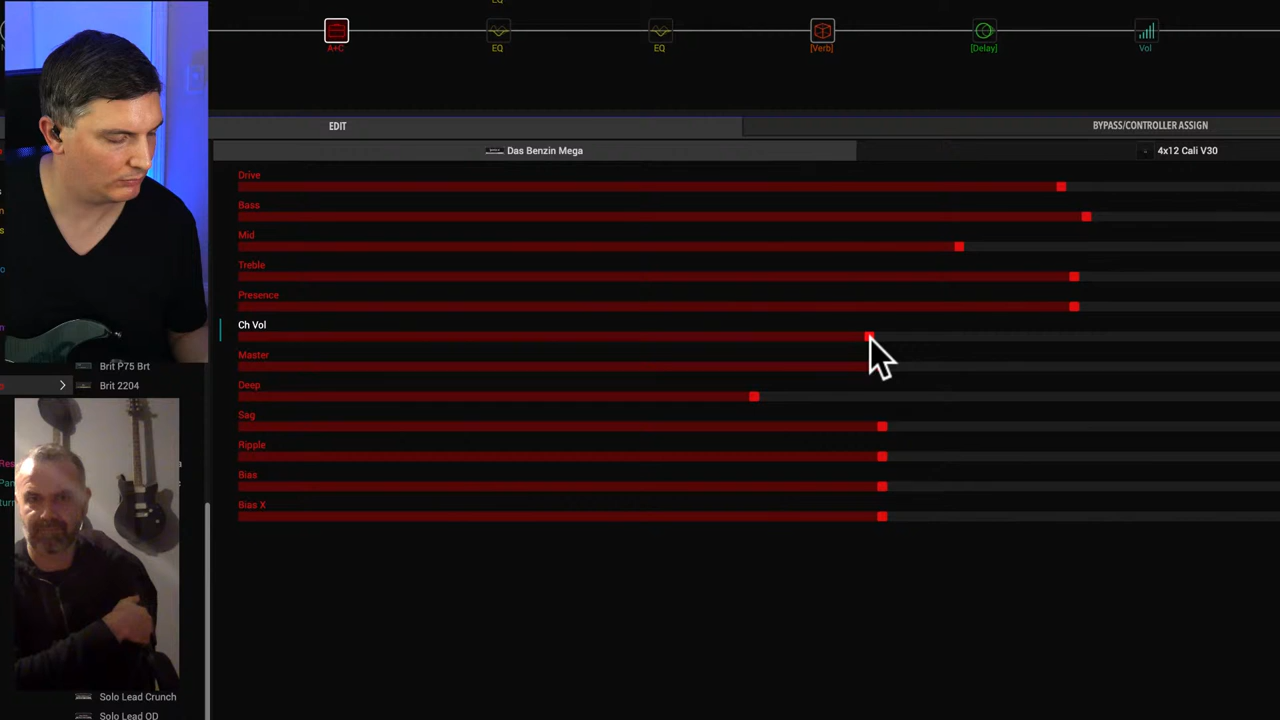 EQ
A+C
EQ
EQ
[Verb]
[Delay]
Vol
EDIT
BYPASS/CONTROLLER ASSIGN
Das Benzin Mega
4x12 Cali V30
Drive
Bass
Mid
Treble
Presence
Ch Vol
Master
Deep
Sag
Ripple
Bias
Bias X
Brit P75 Brt
Brit 2204
Solo Lead Crunch
Solo Lead OD